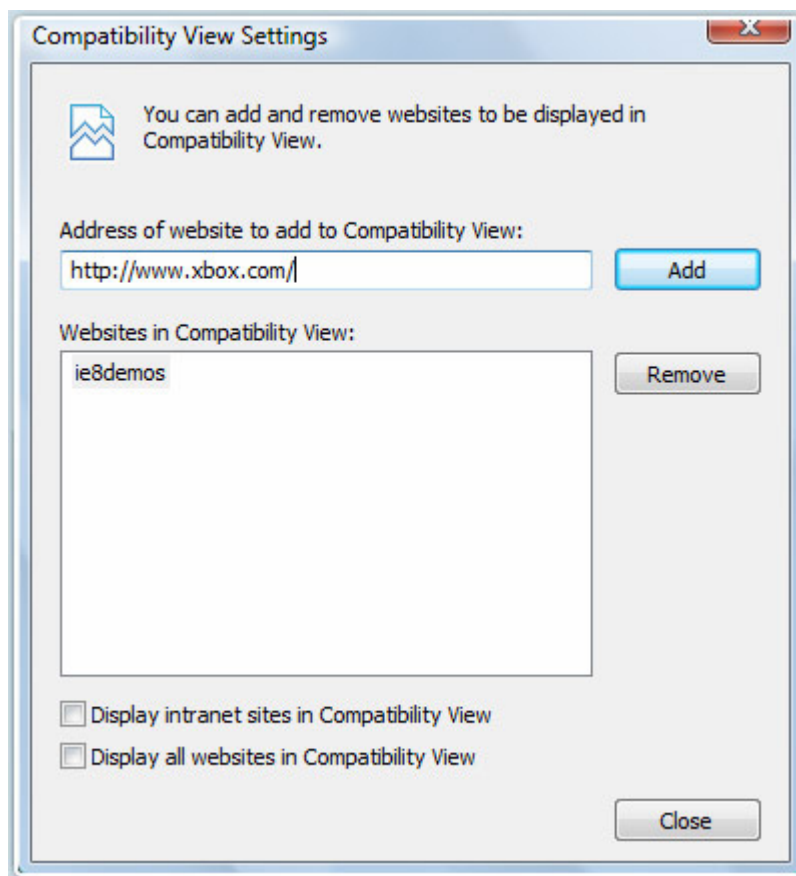 Compatibility View Settings
You can add and remove websites to be displayed in
Compatibility View.
Address of website to add to Compatibility View:
http://www.xbox.com/
Add
Websites in Compatibility View:
ie8demos
Remove
Display intranet sites in Compatibility View
Display all websites in Compatibility View
Close